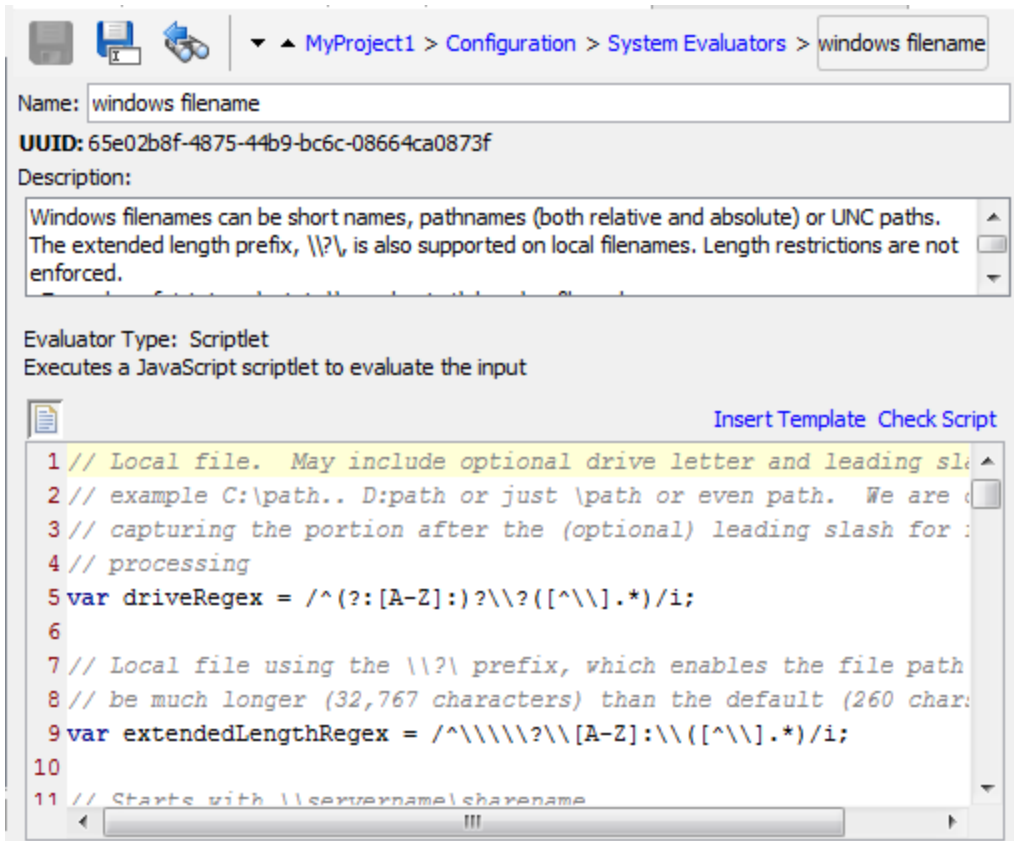 MyProject1 > Configuration > System Evaluators > windows filename
Name: windows filename
UUID: 65e02b8f-4875-44b9-bc6c-08664ca0873f
Description:
Windows filenames can be short names, pathnames (both relative and absolute) or UNC paths.
The extended length prefix, \\?\, is also supported on local filenames. Length restrictions are not
enforced.
Evaluator Type: Scriptlet
Executes a JavaScript scriptlet to evaluate the input
Insert Template Check Script
1 // Local file.  May include optional drive letter and leading
2 // example C:\path.. D:path or just \path or even path.  We are
3 // capturing the portion after the (optional) leading slash for
4 // processing
5 var driveRegex = /^(?:[A-Z]:)?\\?([^\\].*)/i;
6
7 // Local file using the \\?\ prefix, which enables the file path
8 // be much longer (32,767 characters) than the default (260
9 var extendedLengthRegex = /^\\\\\?\\[A-Z]:\\([^\\].*)/i;
10
11 // Starts with \\servername\sharename